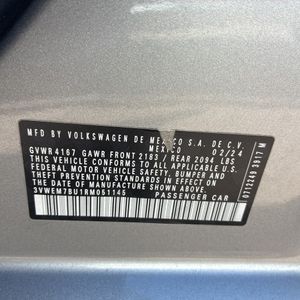 MFD BY VOLKSWAGEN DE MEXICO S.A. DE C.V.
MEXICO 02/24
GVWR 4167 GAWR FRONT 2183 / REAR 2094 LBS
THIS VEHICLE CONFORMS TO ALL APPLICABLE U.S.
FEDERAL MOTOR VEHICLE SAFETY, BUMPER AND
THEFT PREVENTION STANDARDS IN EFFECT ON THE
DATE OF MANUFACTURE SHOWN ABOVE.
3VWEM7BU1RM051145 PASSENGER CAR
0712249 3917 M